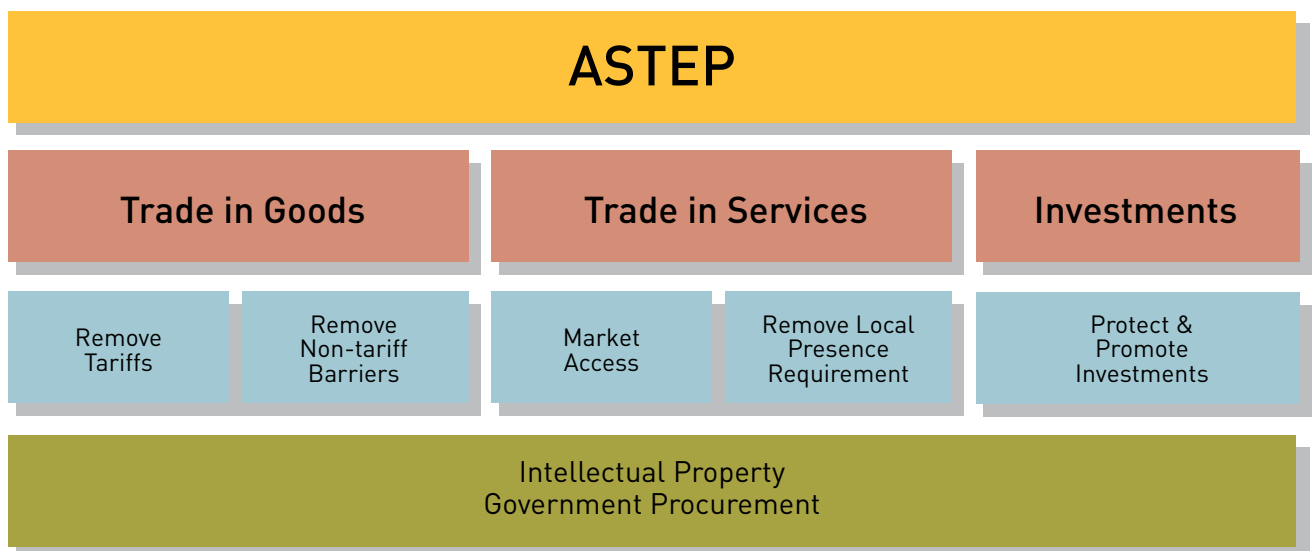 ASTEP
Trade in Goods
Trade in Services
Investments
Remove
Tariffs
Remove
Non-tariff
Barriers
Market
Access
Remove Local
Presence
Requirement
Protect &
Promote
Investments
Intellectual Property
Government Procurement